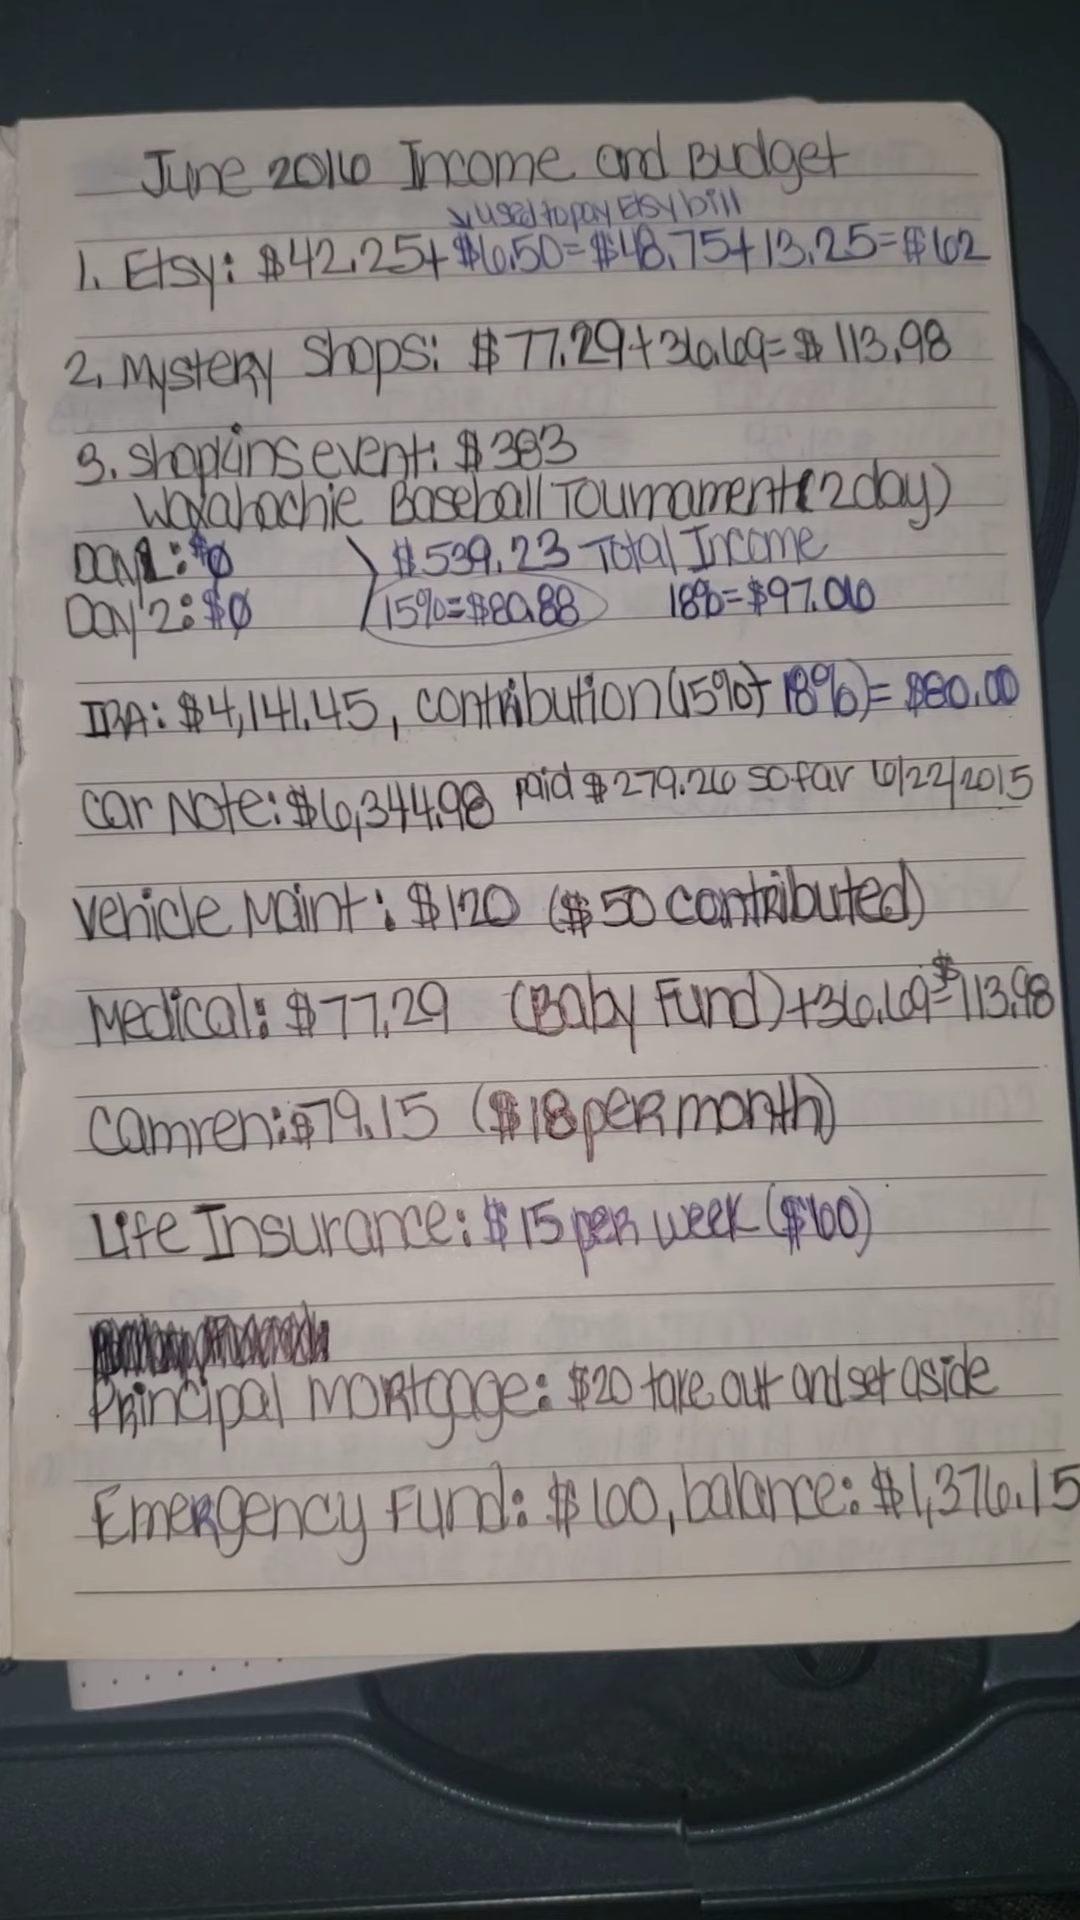 June 2016 Income and Budget
used to pay Etsy bill
1. Etsy: $42.25+ $6.50=$48.75+13.25=$62
2. Mystery Shops: $77.29+36.69=$ 113.98
3. Shopkins event: $383
Waxahachie Baseball Tournament (2 day)
Day 1: $0
$539.23 Total Income
Day 2: $0
15%=$80.88 18%=$97.06
IRA: $4,141.45, contribution (15%+ 18%)= $80.00
Car Note: $6,344.98 paid $279.26 so far 6/22/2015
Vehicle Maint: $120 ($50 contributed)
Medical: $77.29 (Baby Fund) +36.69=$113.98
Camren: $79.15 ($18 per month)
Life Insurance: $15 per week ($60)
Principal Mortgage: $20 take out and set aside
Emergency Fund: $100, balance: $1,376.15